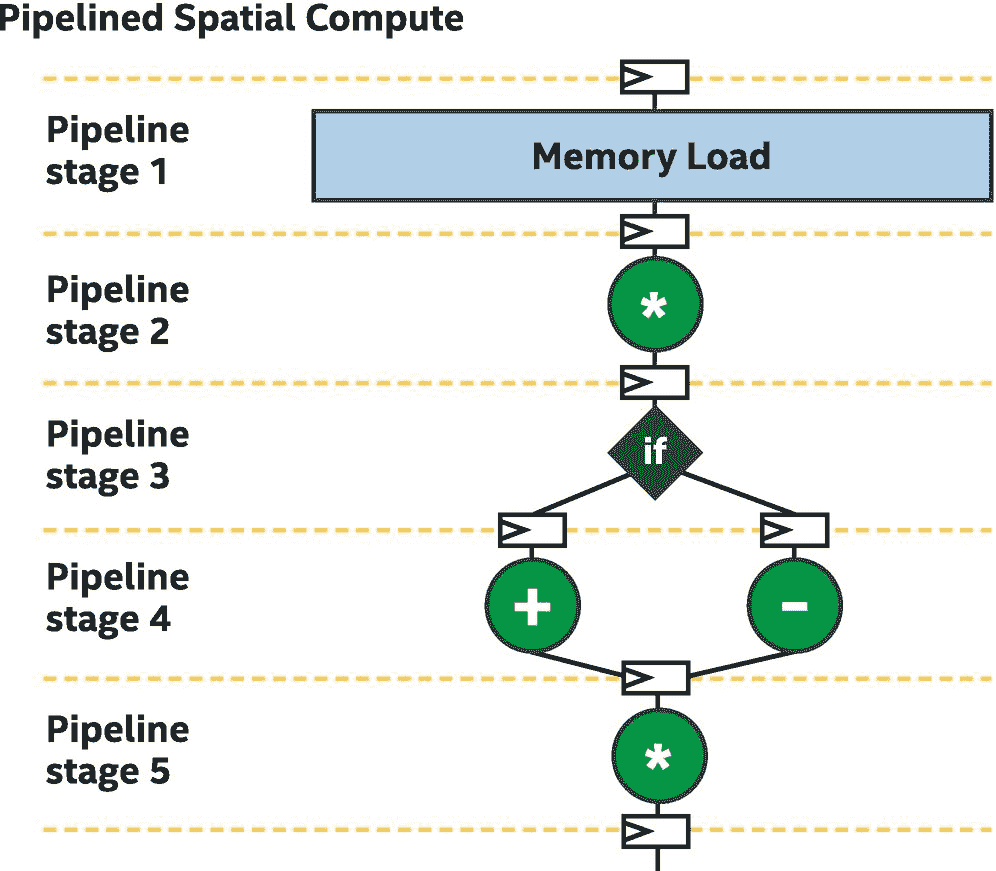 Pipelined Spatial Compute
Pipeline
stage 1
Memory Load
Pipeline
stage 2
*
Pipeline
stage 3
if
Pipeline
stage 4
+
-
Pipeline
stage 5
*